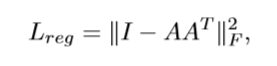 L_{reg} = \|I - AA^T\|_F^2,